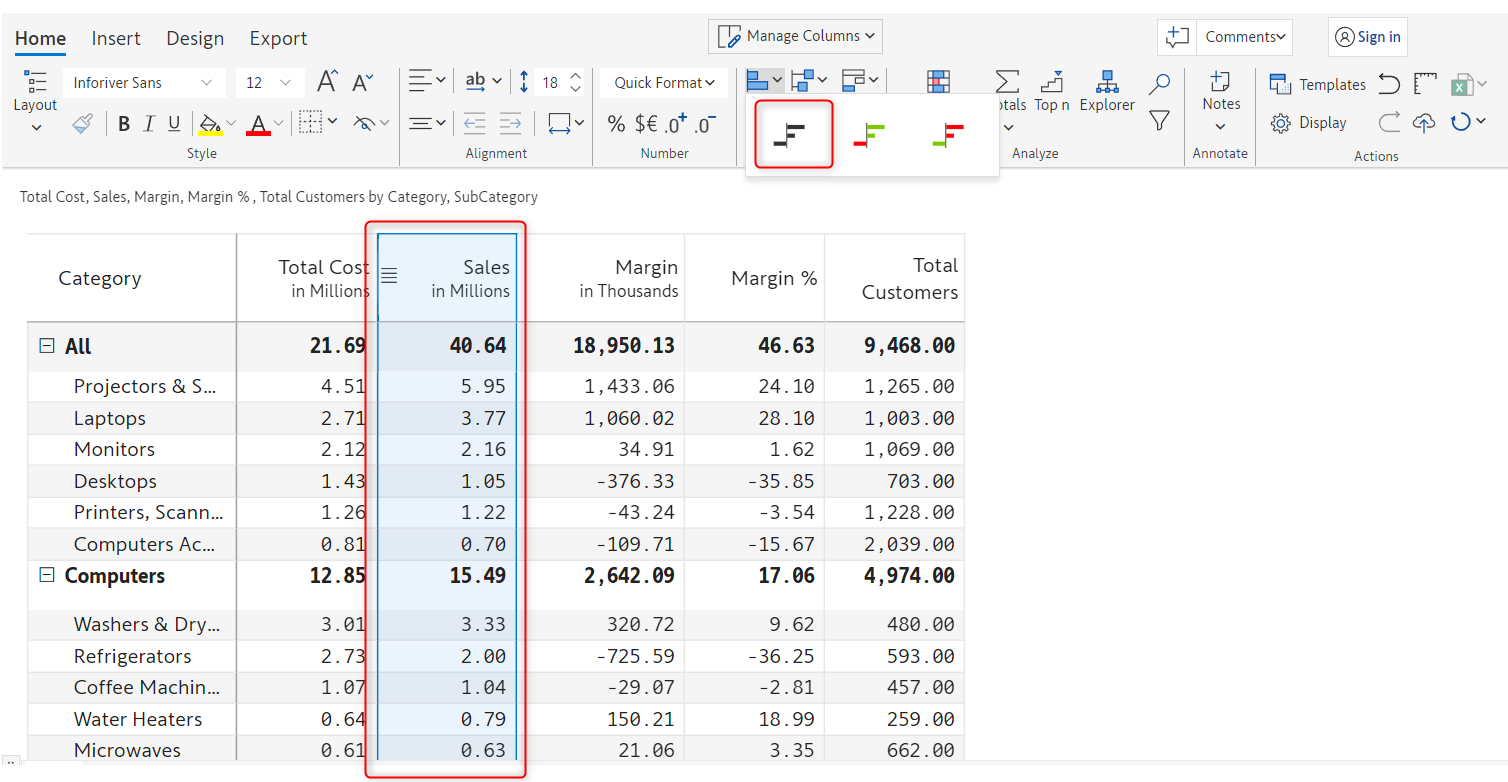 Home Insert Design Export Manage Columns Comments Sign in
Inforiver Sans 12 ab 18 Quick Format Templates
Layout Top n Explorer Notes
B I U A % $€ .0+ .0- Display
Style Alignment Number Analyze Annotate Actions
Total Cost, Sales, Margin, Margin % , Total Customers by Category, SubCategory
Category Total Cost in Millions Sales in Millions Margin in Thousands Margin % Total Customers
All 21.69 40.64 18,950.13 46.63 9,468.00
Projectors & S... 4.51 5.95 1,433.06 24.10 1,265.00
Laptops 2.71 3.77 1,060.02 28.10 1,003.00
Monitors 2.12 2.16 34.91 1.62 1,069.00
Desktops 1.43 1.05 -376.33 -35.85 703.00
Printers, Scann... 1.26 1.22 -43.24 -3.54 1,228.00
Computers Ac... 0.81 0.70 -109.71 -15.67 2,039.00
Computers 12.85 15.49 2,642.09 17.06 4,974.00
Washers & Dry... 3.01 3.33 320.72 9.62 480.00
Refrigerators 2.73 2.00 -725.59 -36.25 593.00
Coffee Machin... 1.07 1.04 -29.07 -2.81 457.00
Water Heaters 0.64 0.79 150.21 18.99 259.00
Microwaves 0.61 0.63 21.06 3.35 662.00